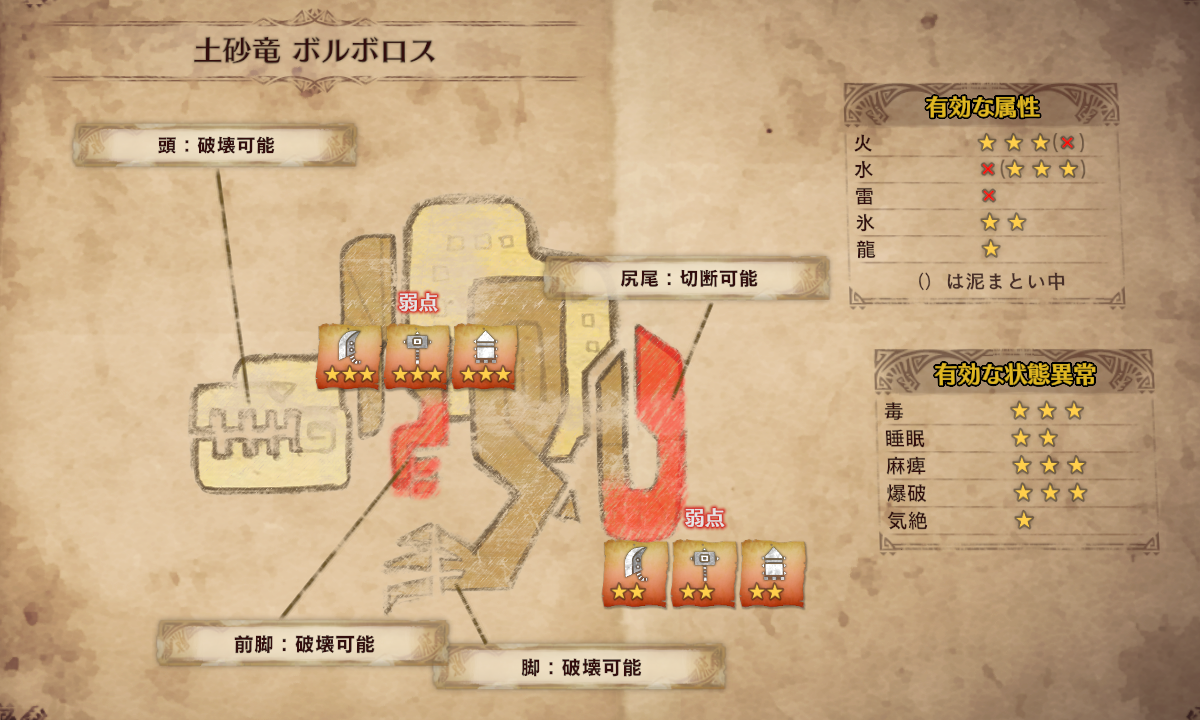 土砂竜 ボルボロス
頭：破壊可能
尻尾：切断可能
弱点
★★★ ★★★ ★★★
弱点
★★ ★★ ★★
前脚：破壊可能
脚：破壊可能
有効な属性
火 ★★★(×)
水 ×(★★★)
雷 ×
氷 ★★
龍 ★
（）は泥まとい中
有効な状態異常
毒 ★★★
睡眠 ★★
麻痺 ★★★
爆破 ★★★
気絶 ★